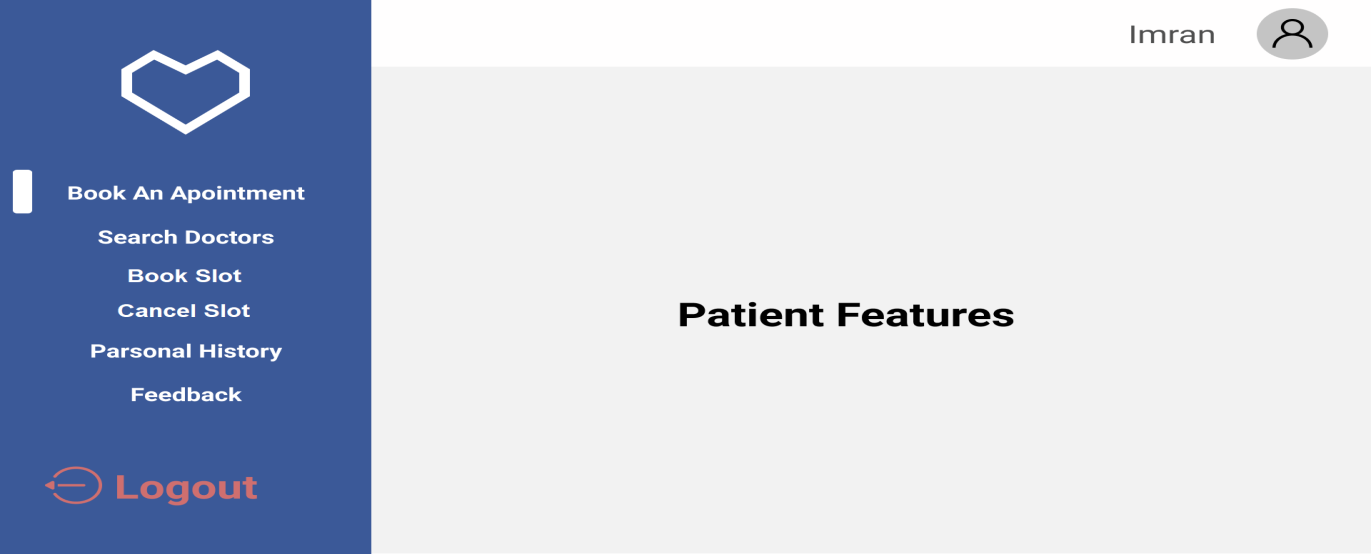 Imran
Book An Apointment
Search Doctors
Book Slot
Cancel Slot
Parsonal History
Feedback
Logout
Patient Features